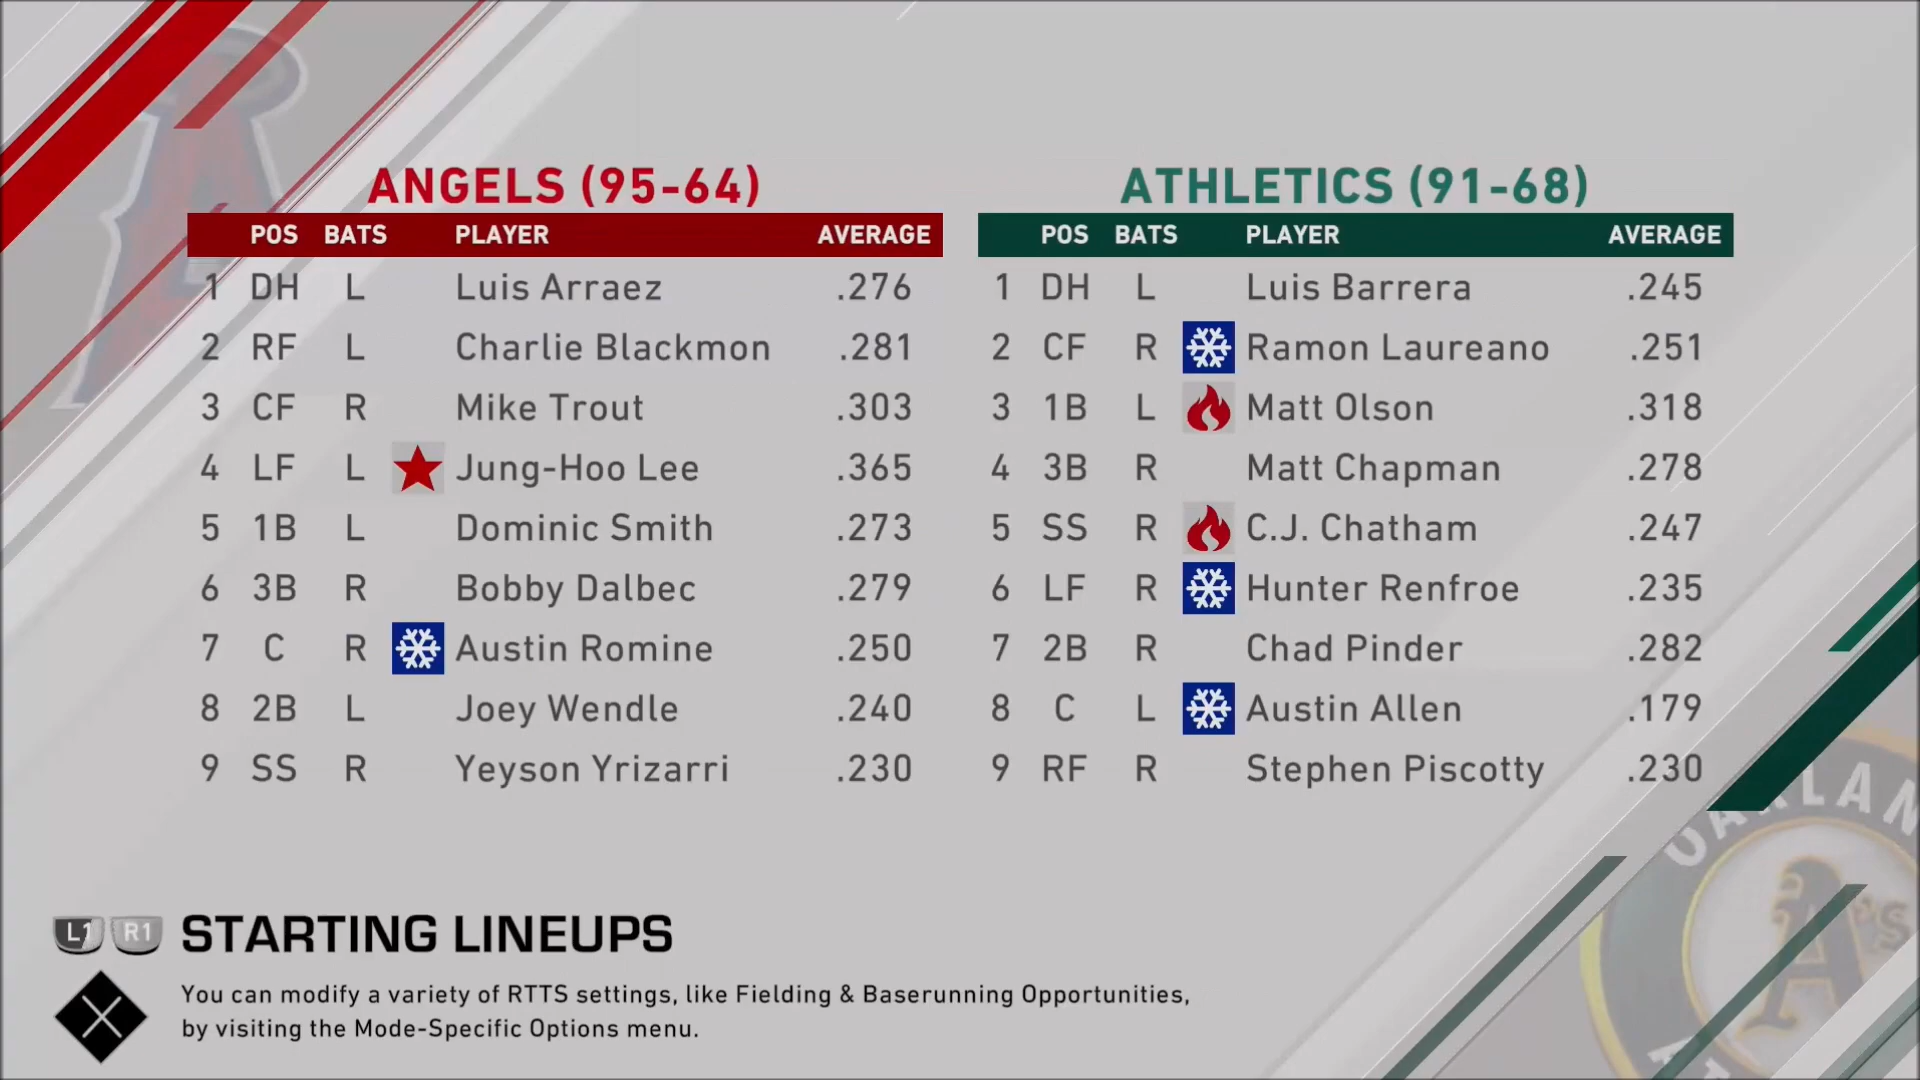 ANGELS (95-64)
POS BATS PLAYER AVERAGE
1 DH L Luis Arraez .276
2 RF L Charlie Blackmon .281
3 CF R Mike Trout .303
4 LF L Jung-Hoo Lee .365
5 1B L Dominic Smith .273
6 3B R Bobby Dalbec .279
7 C R Austin Romine .250
8 2B L Joey Wendle .240
9 SS R Yeyson Yrizarri .230
ATHLETICS (91-68)
POS BATS PLAYER AVERAGE
1 DH L Luis Barrera .245
2 CF R Ramon Laureano .251
3 1B L Matt Olson .318
4 3B R Matt Chapman .278
5 SS R C.J. Chatham .247
6 LF R Hunter Renfroe .235
7 2B R Chad Pinder .282
8 C L Austin Allen .179
9 RF R Stephen Piscotty .230
L1 R1 STARTING LINEUPS
You can modify a variety of RTTS settings, like Fielding & Baserunning Opportunities,
by visiting the Mode-Specific Options menu.
A's